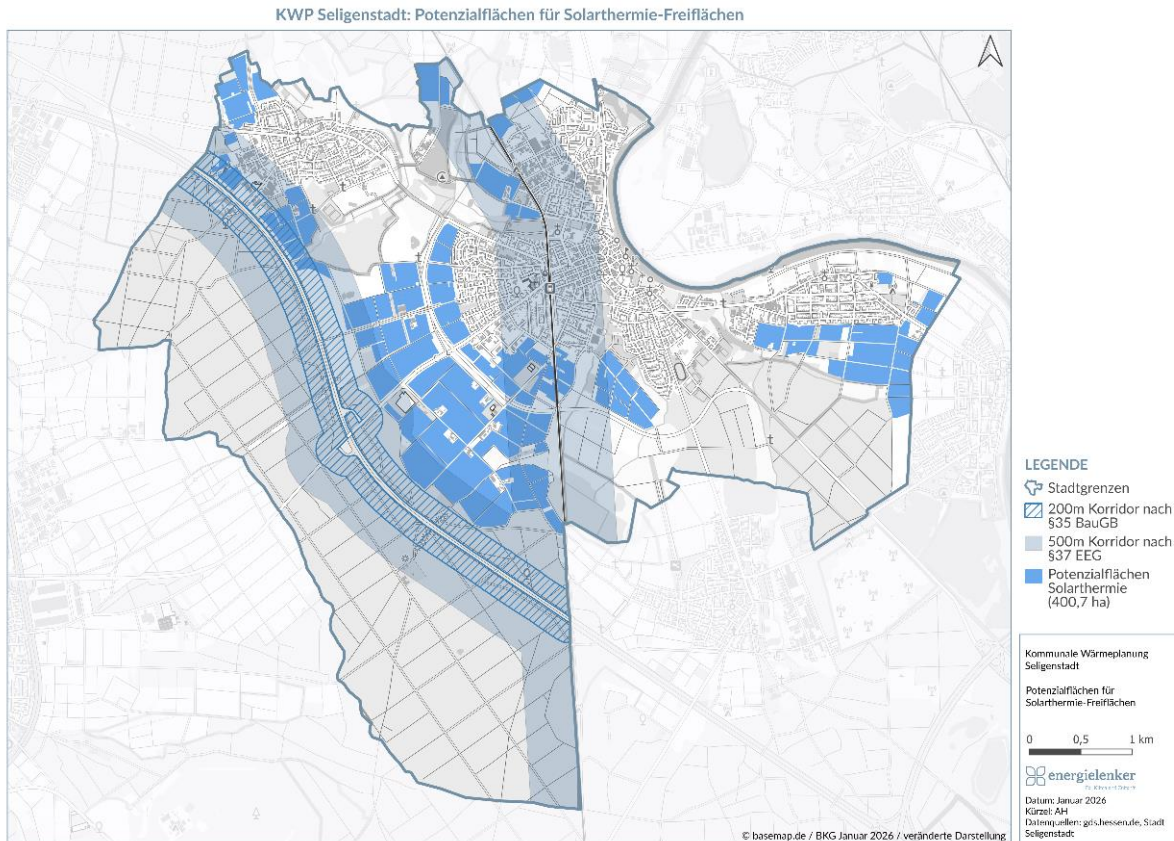 KWP Seligenstadt: Potenzialflächen für Solarthermie-Freiflächen
LEGENDE
Stadtgrenzen
200m Korridor nach
§35 BauGB
500m Korridor nach
§37 EEG
Potenzialflächen
Solarthermie
(400,7 ha)
Kommunale Wärmeplanung
Seligenstadt
Potenzialflächen für
Solarthermie-Freiflächen
0 0,5 1 km
energielenker
Datum: Januar 2026
Kürzel: AH
Datenquellen: gds.hessen.de, Stadt
Seligenstadt
© basemap.de / BKG Januar 2026 / veränderte Darstellung